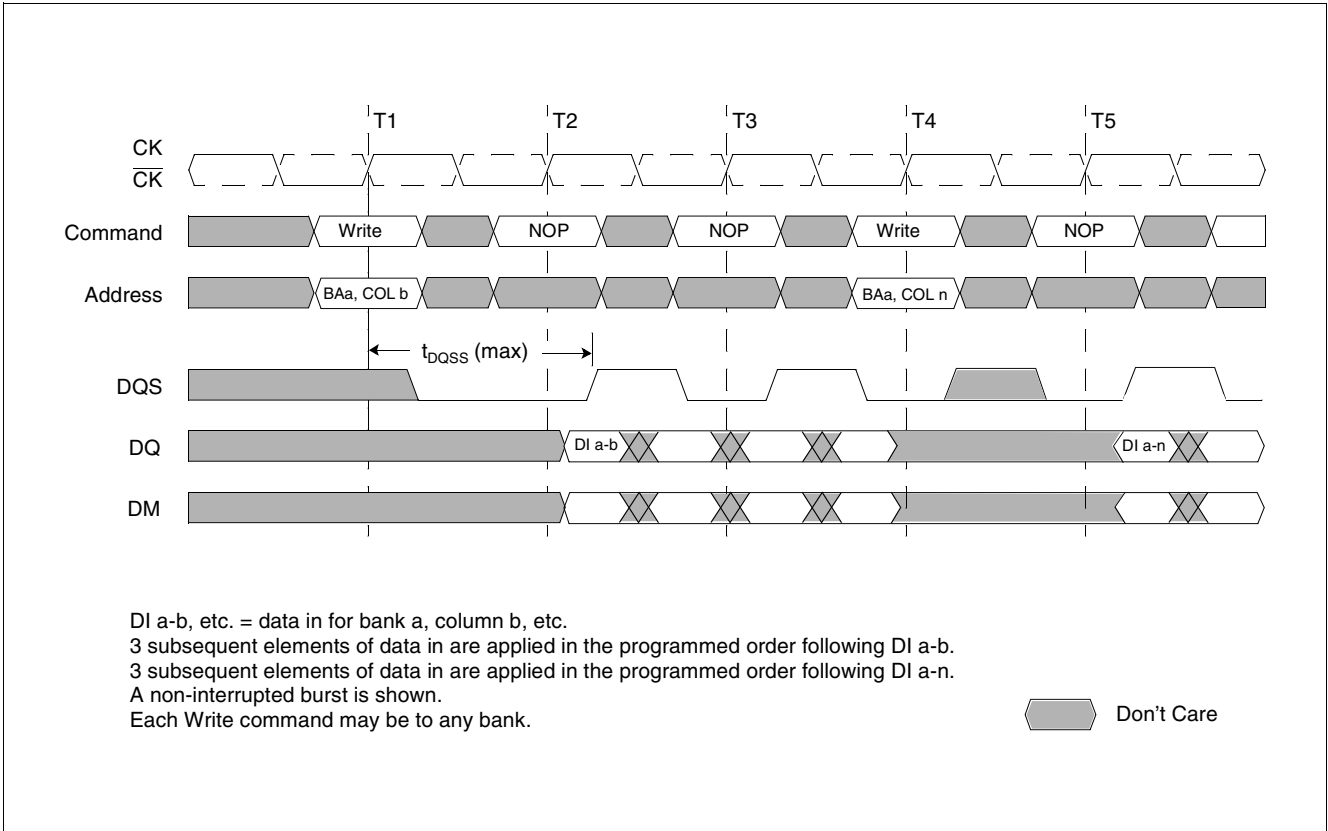 T1 T2 T3 T4 T5
CK
CK
Command Write NOP NOP Write NOP
Address BAa, COL b BAa, COL n
tDQSS (max)
DQS
DQ DI a-b DI a-n
DM
DI a-b, etc. = data in for bank a, column b, etc.
3 subsequent elements of data in are applied in the programmed order following DI a-b.
3 subsequent elements of data in are applied in the programmed order following DI a-n.
A non-interrupted burst is shown.
Each Write command may be to any bank.
Don't Care